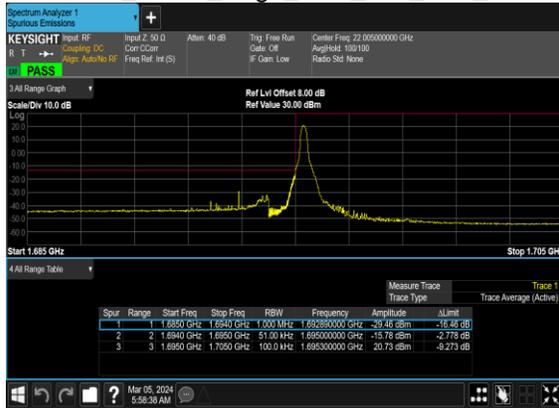 Spectrum Analyzer 1
Spurious Emissions
+
KEYSIGHT Input: RF Input Z: 50 Ω Atten: 40 dB Trig: Free Run Center Freq: 22.005000000 GHz
R T Coupling: DC Corr CCorr Gate: Off Avg|Hold: 100/100
Align: Auto/No RF Freq Ref: Int (S) IF Gain: Low Radio Std: None
PASS
3 All Range Graph
Ref Lvl Offset 8.00 dB
Scale/Div 10.0 dB Ref Value 30.00 dBm
Log
20.0
10.0
0.00
-10.0
-20.0
-30.0
-40.0
-50.0
-60.0
Start 1.685 GHz Stop 1.705 GH
4 All Range Table
Measure Trace Trace 1
Trace Type Trace Average (Active)
Spur Range Start Freq Stop Freq RBW Frequency Amplitude ΔLimit
1 1 1.6850 GHz 1.6940 GHz 1.000 MHz 1.692890000 GHz -29.46 dBm -16.46 dB
2 2 1.6940 GHz 1.6950 GHz 51.00 kHz 1.695000000 GHz -15.78 dBm -2.778 dB
3 3 1.6950 GHz 1.7050 GHz 100.0 kHz 1.695300000 GHz 20.73 dBm -9.273 dB
? Mar 05, 2024
5:58:38 AM